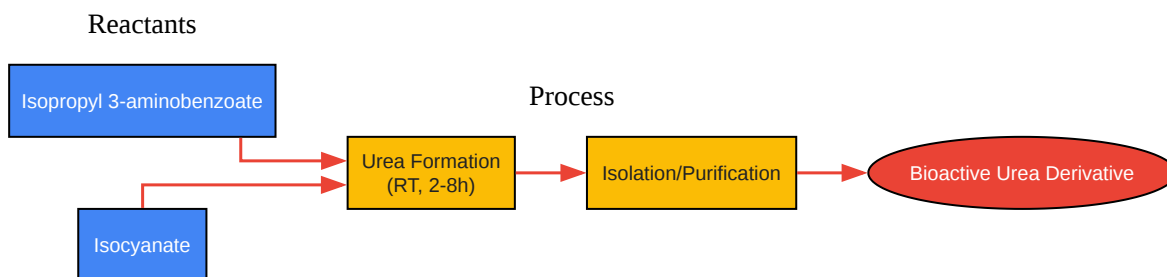 Reactants
Isopropyl 3-aminobenzoate
Process
Urea Formation
(RT, 2-8h)
Isolation/Purification
Bioactive Urea Derivative
Isocyanate